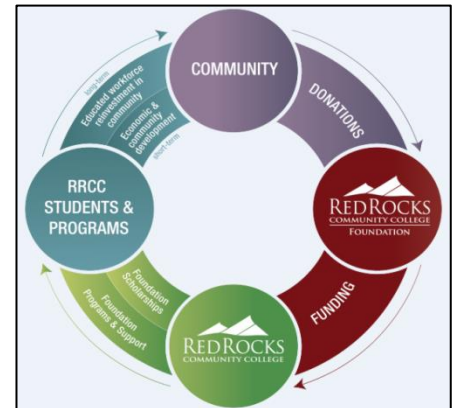 COMMUNITY
DONATIONS
RED ROCKS
COMMUNITY COLLEGE
FOUNDATION
FUNDING
RED ROCKS
COMMUNITY COLLEGE
Foundation
Scholarships
Foundation
Programs & Support
RRCC
STUDENTS &
PROGRAMS
long-term
Educated workforce
reinvestment in
community
Economic &
community
development
short-term